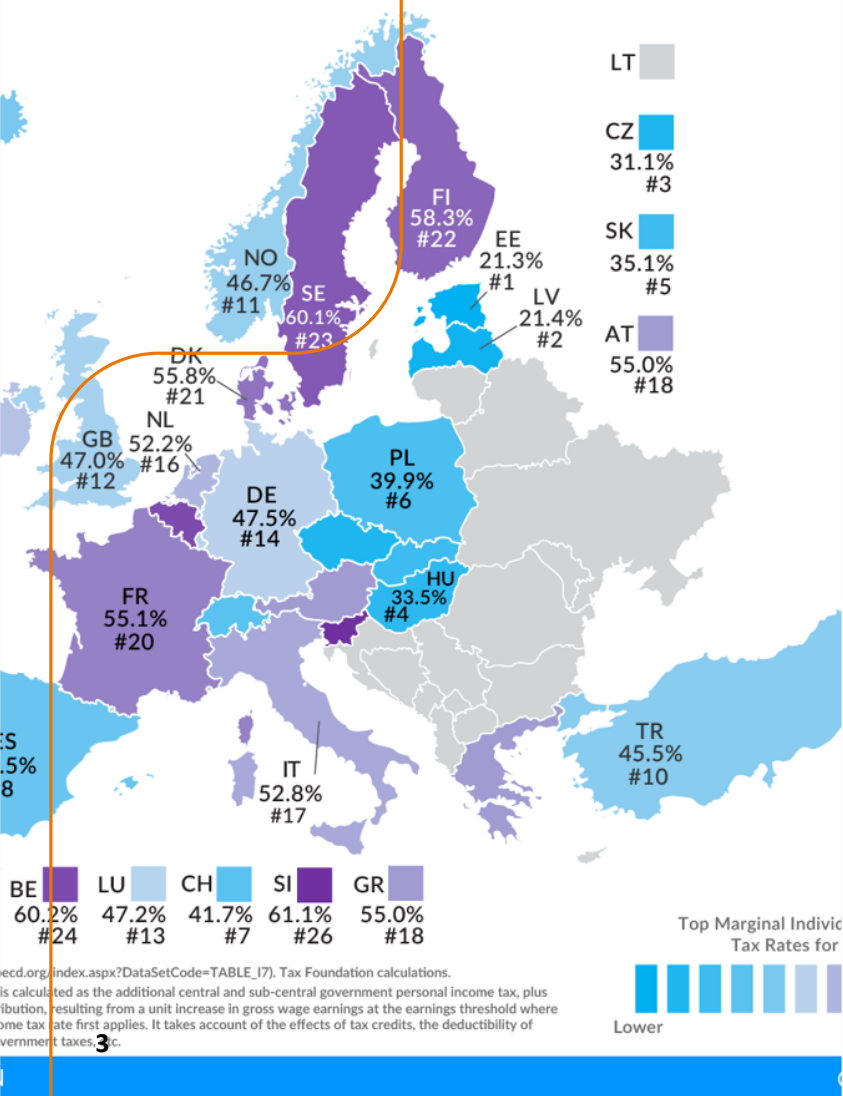 LT
CZ
31.1%
#3
SK
35.1%
#5
AT
55.0%
#18
FI
58.3%
#22
EE
21.3%
#1
LV
21.4%
#2
NO
46.7%
#11
SE
60.1%
#23
DK
55.8%
#21
NL
52.2%
#16
GB
47.0%
#12
PL
39.9%
#6
DE
47.5%
#14
HU
33.5%
#4
FR
55.1%
#20
ES
.5%
8
TR
45.5%
#10
IT
52.8%
#17
BE
60.2%
#24
LU
47.2%
#13
CH
41.7%
#7
SI
61.1%
#26
GR
55.0%
#18
Top Marginal Individ
Tax Rates for
Lower
oecd.org/index.aspx?DataSetCode=TABLE_I7). Tax Foundation calculations.
is calculated as the additional central and sub-central government personal income tax, plus
ribution, resulting from a unit increase in gross wage earnings at the earnings threshold where
ome tax rate first applies. It takes account of the effects of tax credits, the deductibility of
vernment taxes, etc.
3